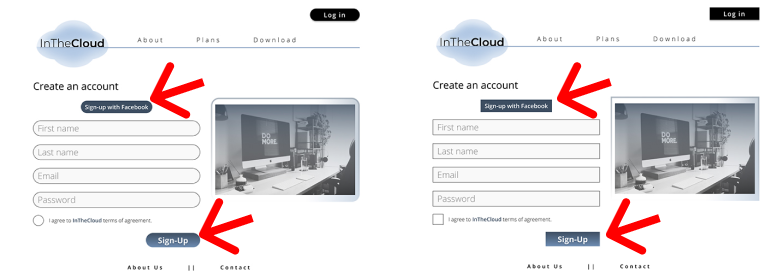 Log in
InTheCloud
About Plans Download
Create an account
Sign-up with Facebook
First name
Last name
Email
Password
I agree to InTheCloud terms of agreement.
Sign-Up
DO
MORE.
About Us || Contact
Log in
InTheCloud
About Plans Download
Create an account
Sign-up with Facebook
First name
Last name
Email
Password
I agree to InTheCloud terms of agreement.
Sign-Up
DO
MORE.
About Us || Contact